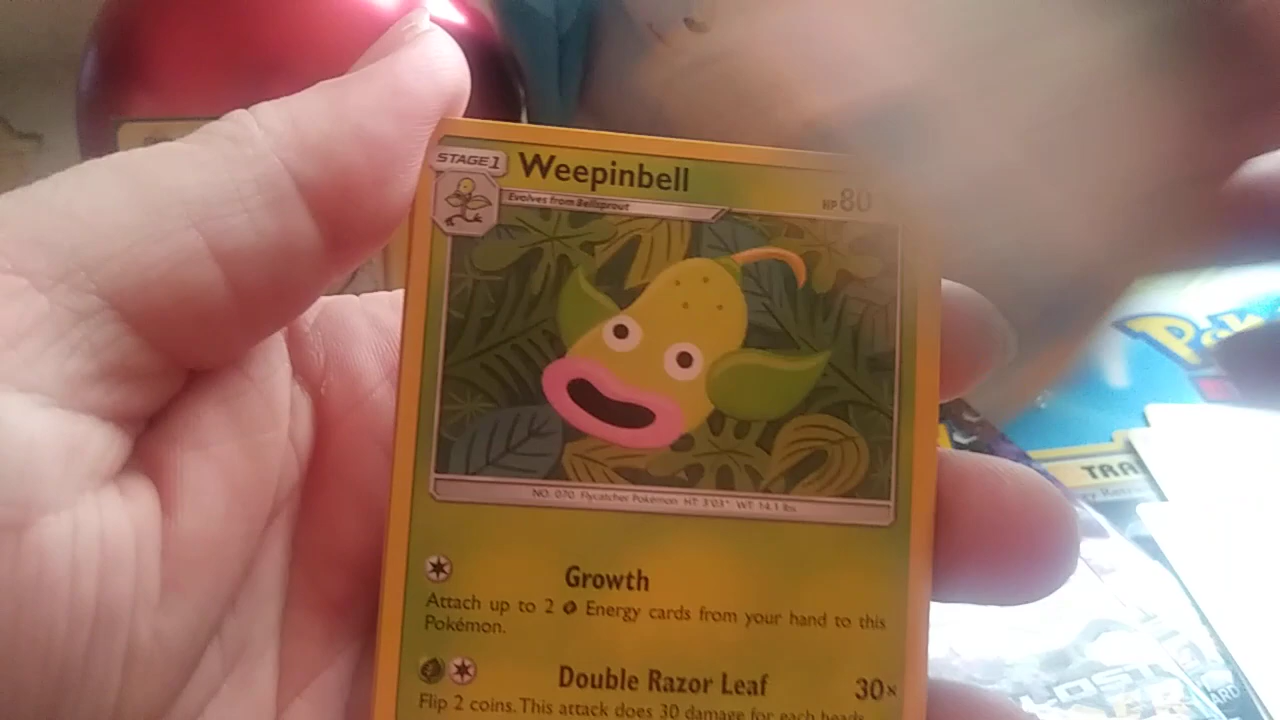 STAGE1 Weepinbell HP 80
Evolves from Bellsprout
NO. 070 Flycatcher Pokémon HT: 3'03" WT: 14.1 lbs
Growth
Attach up to 2 Energy cards from your hand to this
Pokémon.
Double Razor Leaf 30×
Flip 2 coins. This attack does 30 damage for each heads.
TRA
LOST